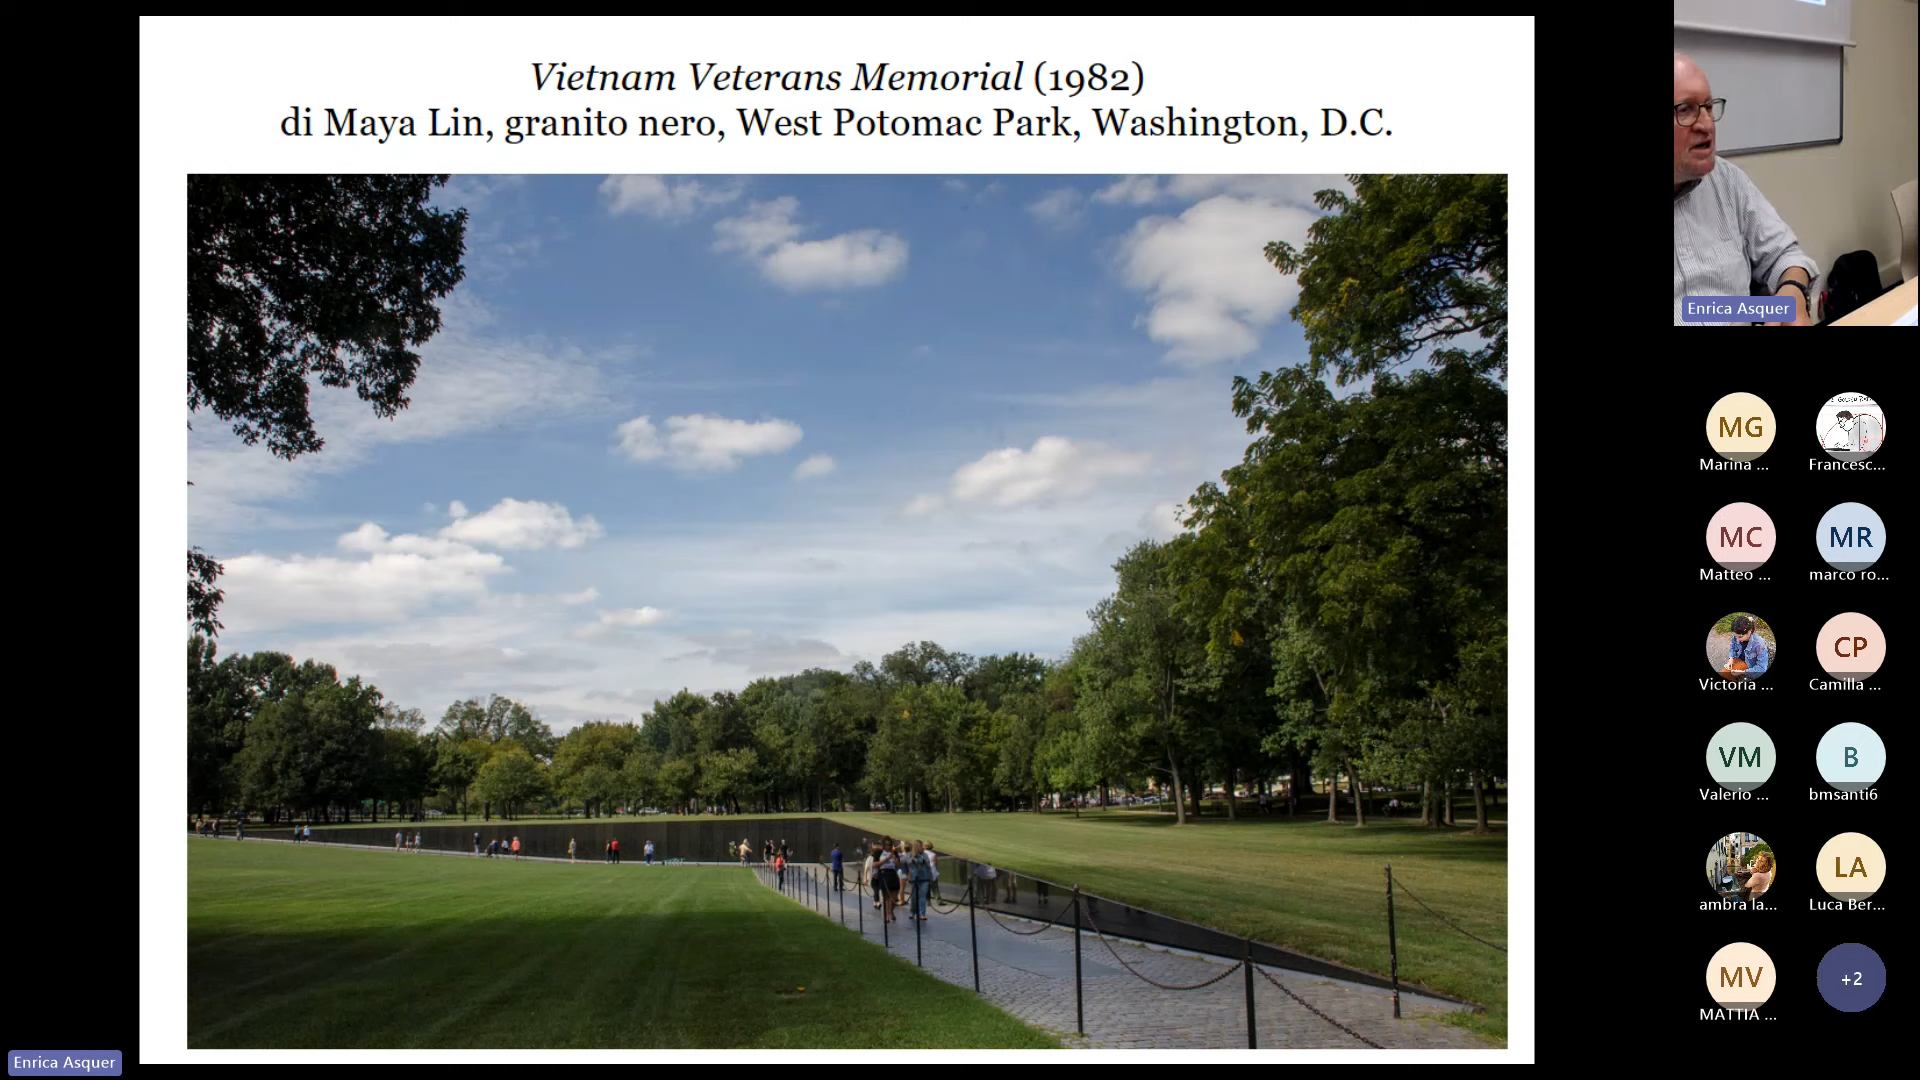 Vietnam Veterans Memorial (1982)
di Maya Lin, granito nero, West Potomac Park, Washington, D.C.
Enrica Asquer
MG
Marina ...
Francesc...
MC
Matteo ...
MR
marco ro...
Victoria ...
CP
Camilla ...
VM
Valerio ...
B
bmsanti6
ambra la...
LA
Luca Ber...
MV
MATTIA ...
+2
Enrica Asquer